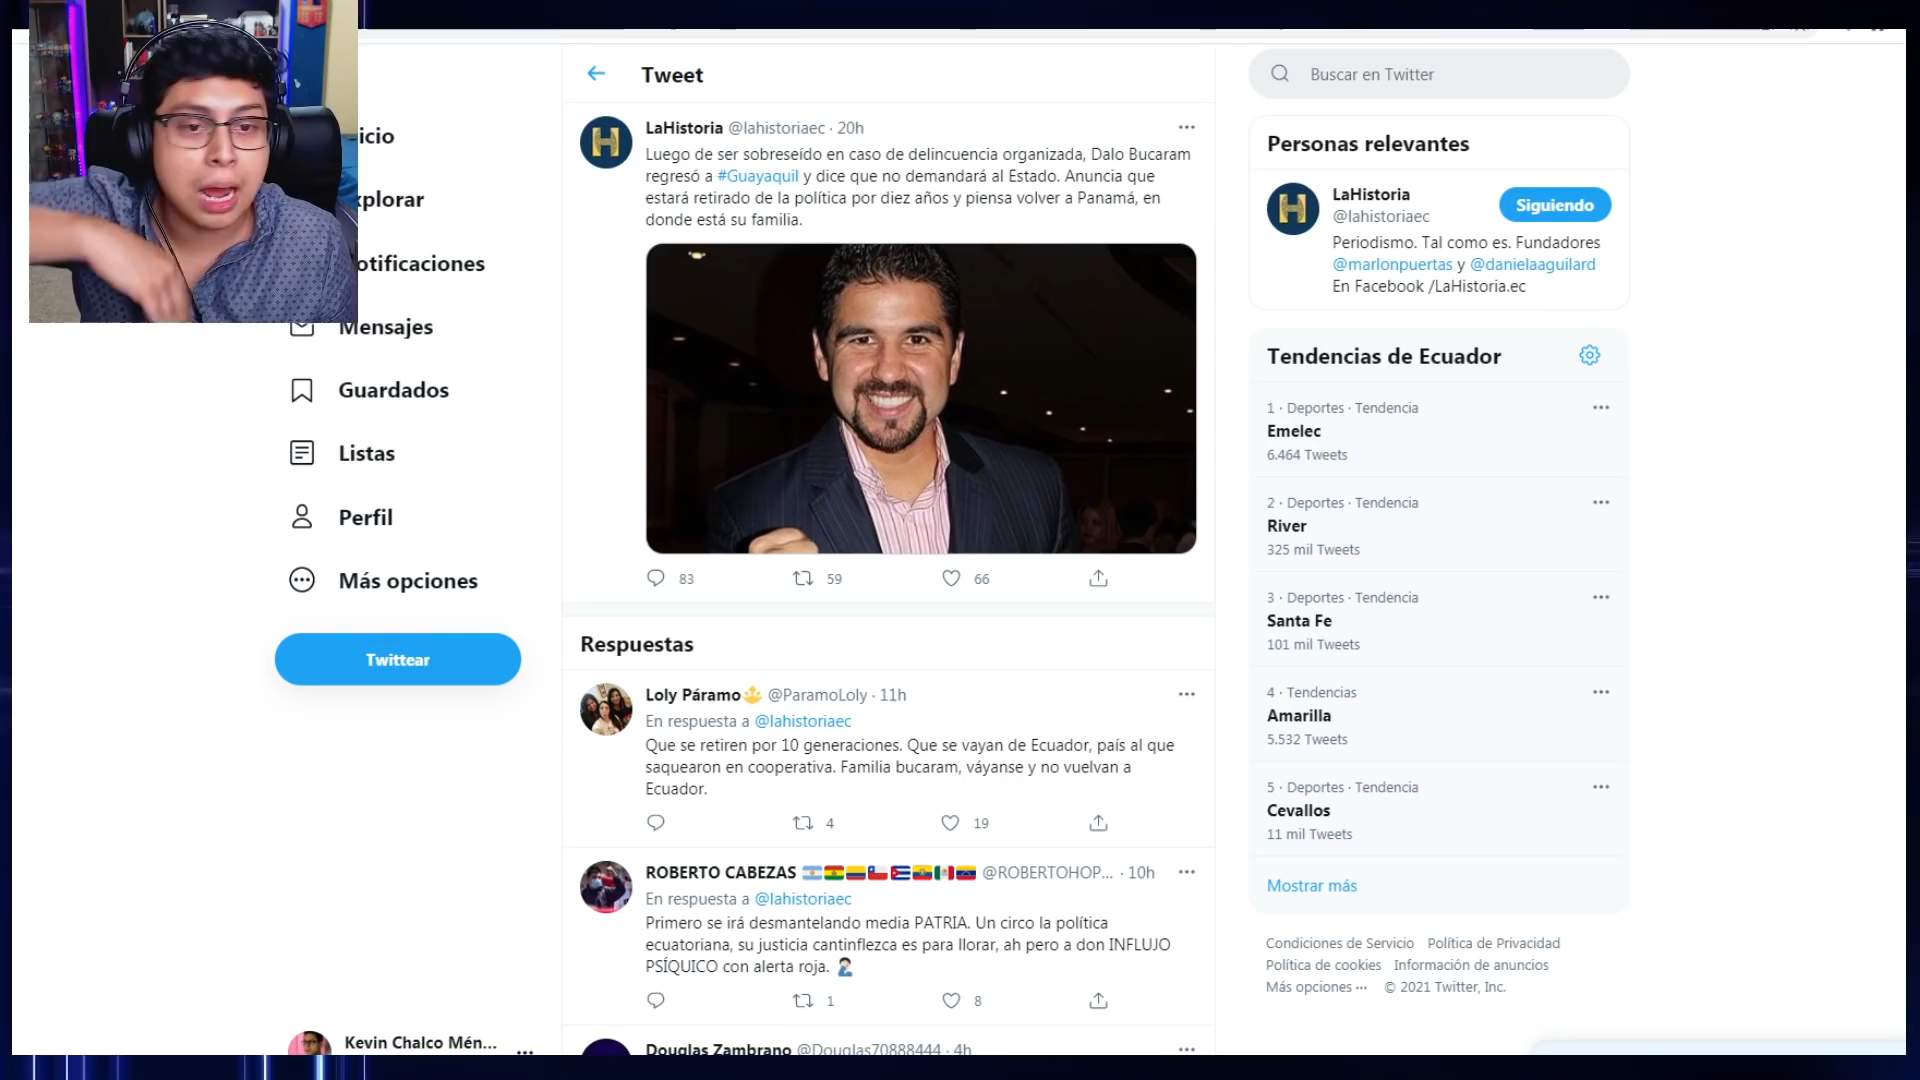 icio
xplorar
otificaciones
Mensajes
Guardados
Listas
Perfil
Más opciones
Twittear
Kevin Chalco Mén...
Tweet
LaHistoria @lahistoriaec · 20h
Luego de ser sobreseído en caso de delincuencia organizada, Dalo Bucaram
regresó a #Guayaquil y dice que no demandará al Estado. Anuncia que
estará retirado de la política por diez años y piensa volver a Panamá, en
donde está su familia.
83 59 66
Respuestas
Loly Páramo @ParamoLoly · 11h
En respuesta a @lahistoriaec
Que se retiren por 10 generaciones. Que se vayan de Ecuador, país al que
saquearon en cooperativa. Familia bucaram, váyanse y no vuelvan a
Ecuador.
4 19
ROBERTO CABEZAS @ROBERTOHOP... · 10h
En respuesta a @lahistoriaec
Primero se irá desmantelando media PATRIA. Un circo la política
ecuatoriana, su justicia cantinflezca es para llorar, ah pero a don INFLUJO
PSÍQUICO con alerta roja.
1 8
Douglas Zambrano @Douglas70888444 · 4h
Buscar en Twitter
Personas relevantes
LaHistoria
@lahistoriaec
Siguiendo
Periodismo. Tal como es. Fundadores
@marlonpuertas y @danielaaguilard
En Facebook /LaHistoria.ec
Tendencias de Ecuador
1 · Deportes · Tendencia
Emelec
6.464 Tweets
2 · Deportes · Tendencia
River
325 mil Tweets
3 · Deportes · Tendencia
Santa Fe
101 mil Tweets
4 · Tendencias
Amarilla
5.532 Tweets
5 · Deportes · Tendencia
Cevallos
11 mil Tweets
Mostrar más
Condiciones de Servicio Política de Privacidad
Política de cookies Información de anuncios
Más opciones ··· © 2021 Twitter, Inc.